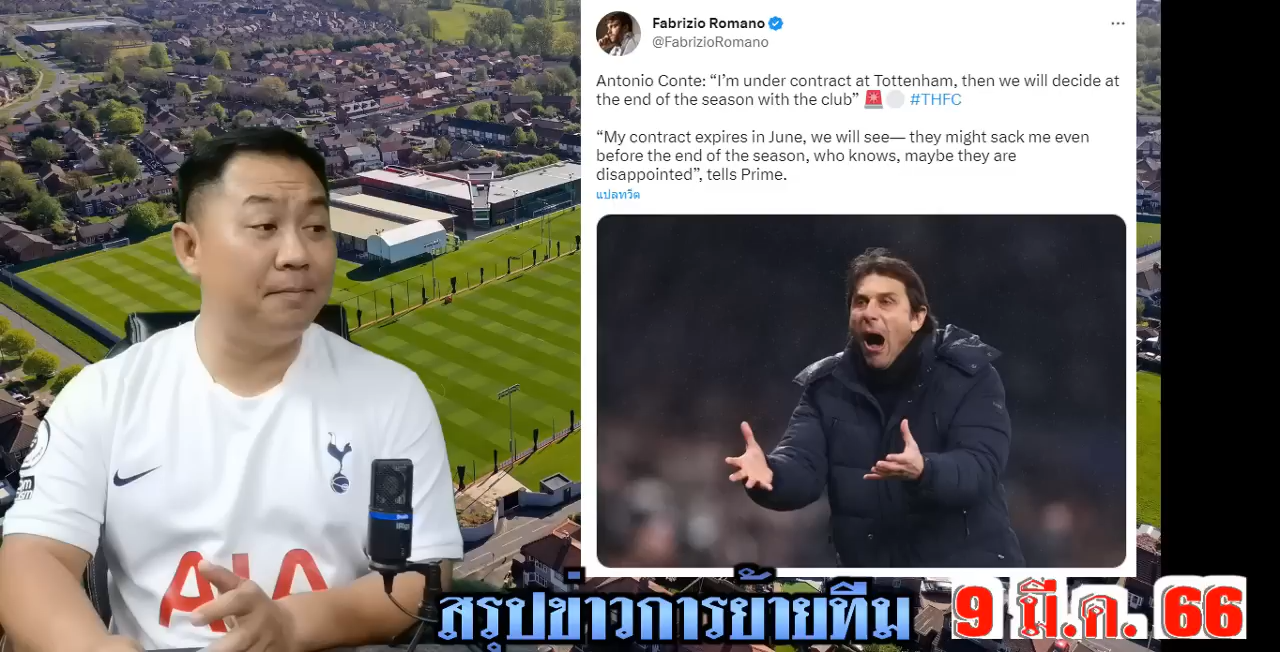 Fabrizio Romano
@FabrizioRomano
Antonio Conte: “I’m under contract at Tottenham, then we will decide at
the end of the season with the club” 🚨⚪ #THFC
“My contract expires in June, we will see— they might sack me even
before the end of the season, who knows, maybe they are
disappointed”, tells Prime.
แปลทวีต
AIA
สรุปข่าวการย้ายทีม 9 มี.ค. 66